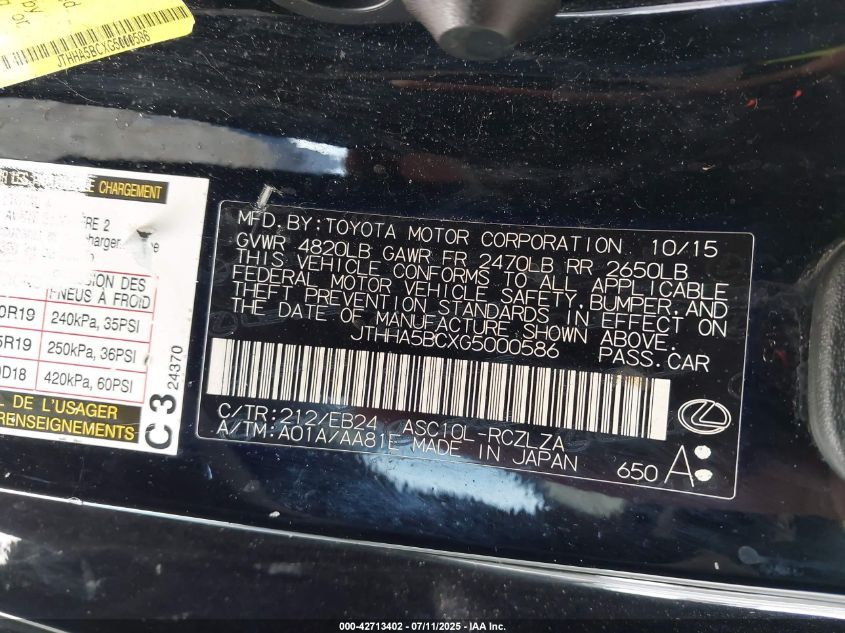 JTHHA5BCXG5000586
CHARGEMENT
RE 2
SION DES
PNEUS À FROID
0R19 240kPa, 35PSI
5R19 250kPa, 36PSI
0D18 420kPa, 60PSI
L DE L'USAGER
RENSEIGNEMENTS
C3 24370
MFD. BY: TOYOTA MOTOR CORPORATION 10/15
GVWR 4820LB GAWR FR 2470LB RR 2650LB
THIS VEHICLE CONFORMS TO ALL APPLICABLE
FEDERAL MOTOR VEHICLE SAFETY, BUMPER, AND
THEFT PREVENTION STANDARDS IN EFFECT ON
THE DATE OF MANUFACTURE SHOWN ABOVE.
JTHHA5BCXG5000586 PASS. CAR
C/TR: 212/EB24 ASC10L-RCZLZA
A/TM: A01A/AA81E MADE IN JAPAN
650 A:
000-42713402 - 07/11/2025 - IAA Inc.